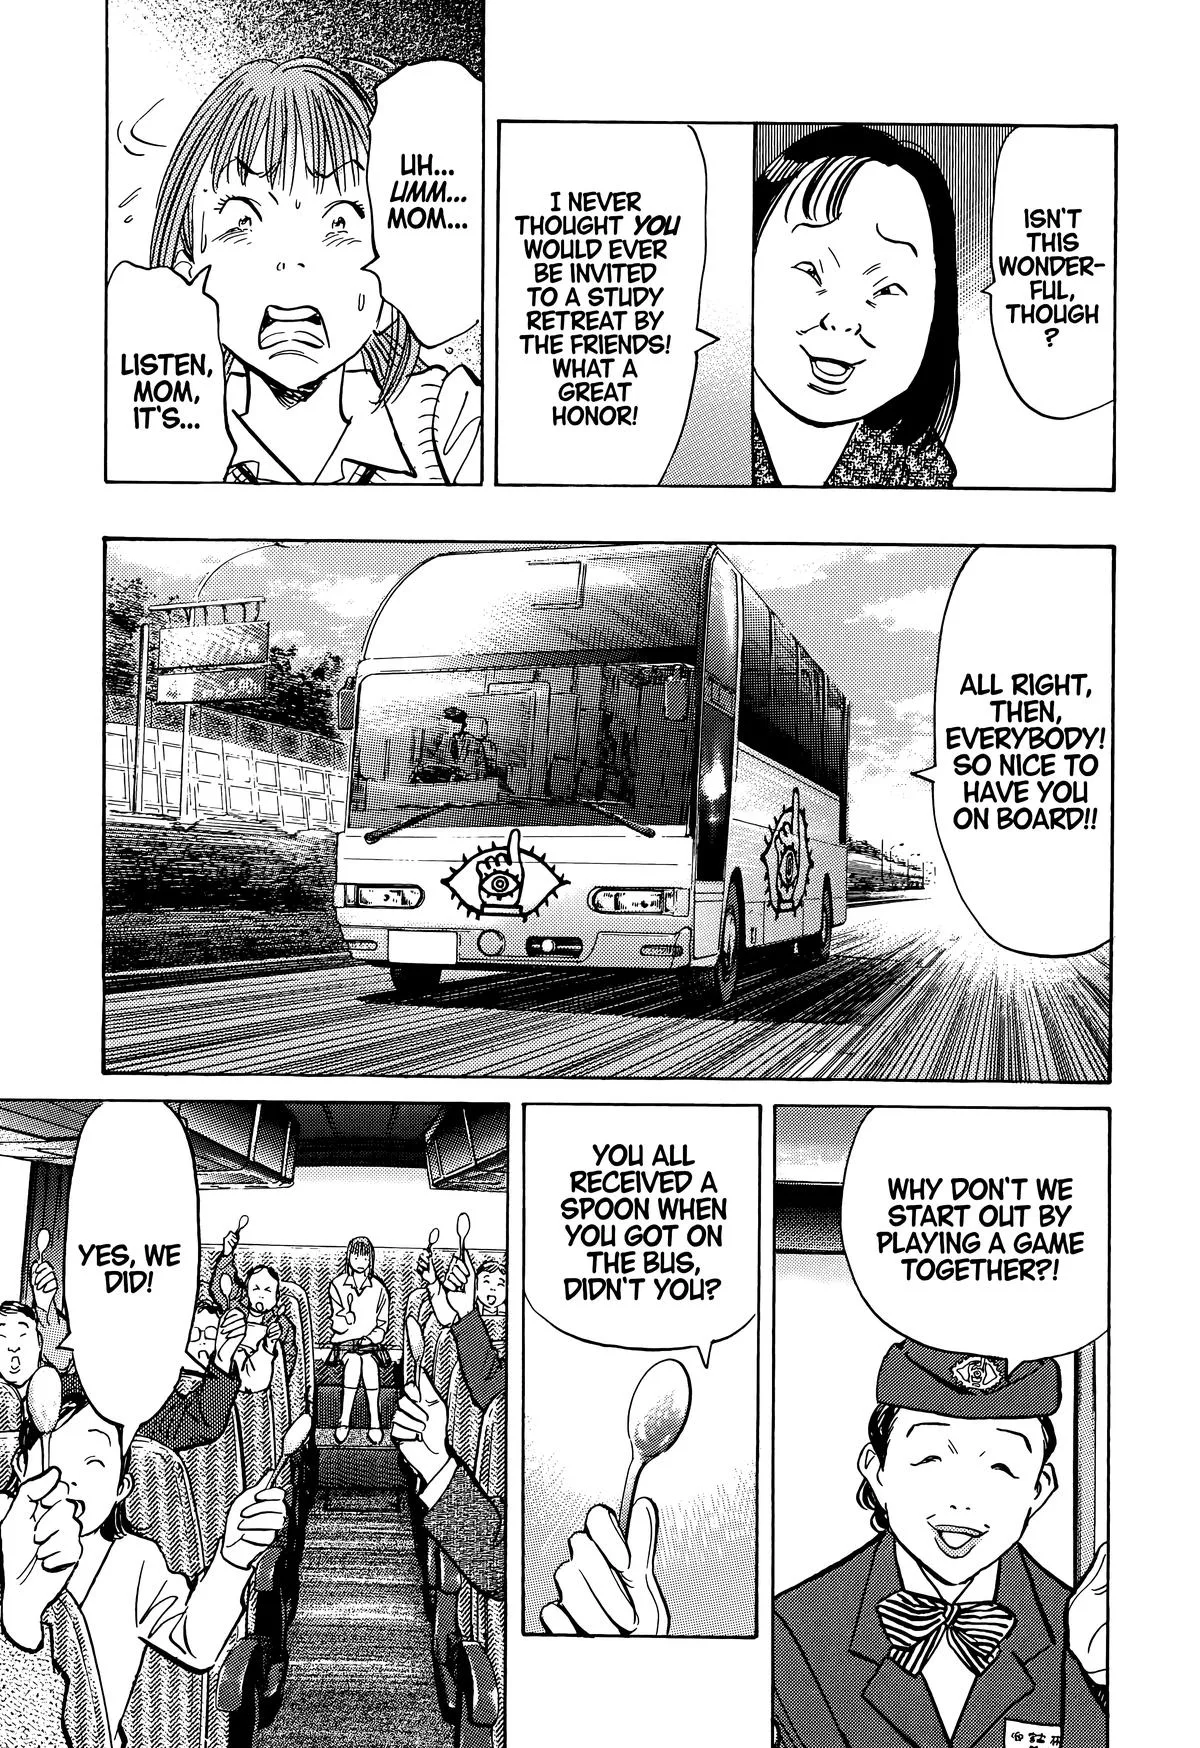 ISN'T
THIS
WONDER-
FUL,
THOUGH
?
I NEVER
THOUGHT YOU
WOULD EVER
BE INVITED
TO A STUDY
RETREAT BY
THE FRIENDS!
WHAT A
GREAT
HONOR!
UH...
UMM...
MOM...
LISTEN,
MOM,
IT'S...
ALL RIGHT,
THEN,
EVERYBODY!
SO NICE TO
HAVE YOU
ON BOARD!!
WHY DON'T WE
START OUT BY
PLAYING A GAME
TOGETHER?!
YOU ALL
RECEIVED A
SPOON WHEN
YOU GOT ON
THE BUS,
DIDN'T YOU?
YES, WE
DID!